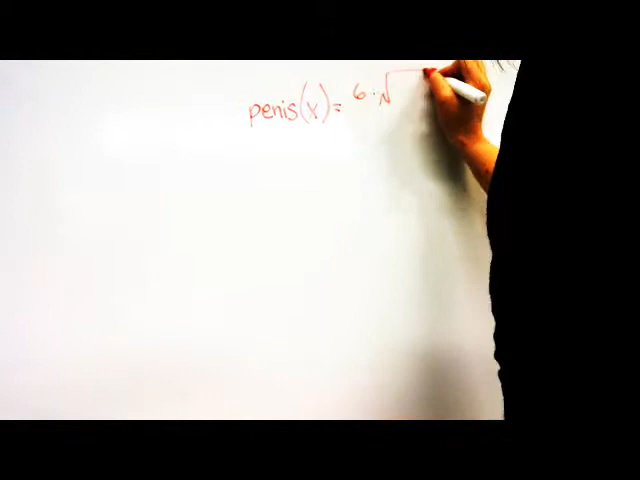 penis(x) = 6·√